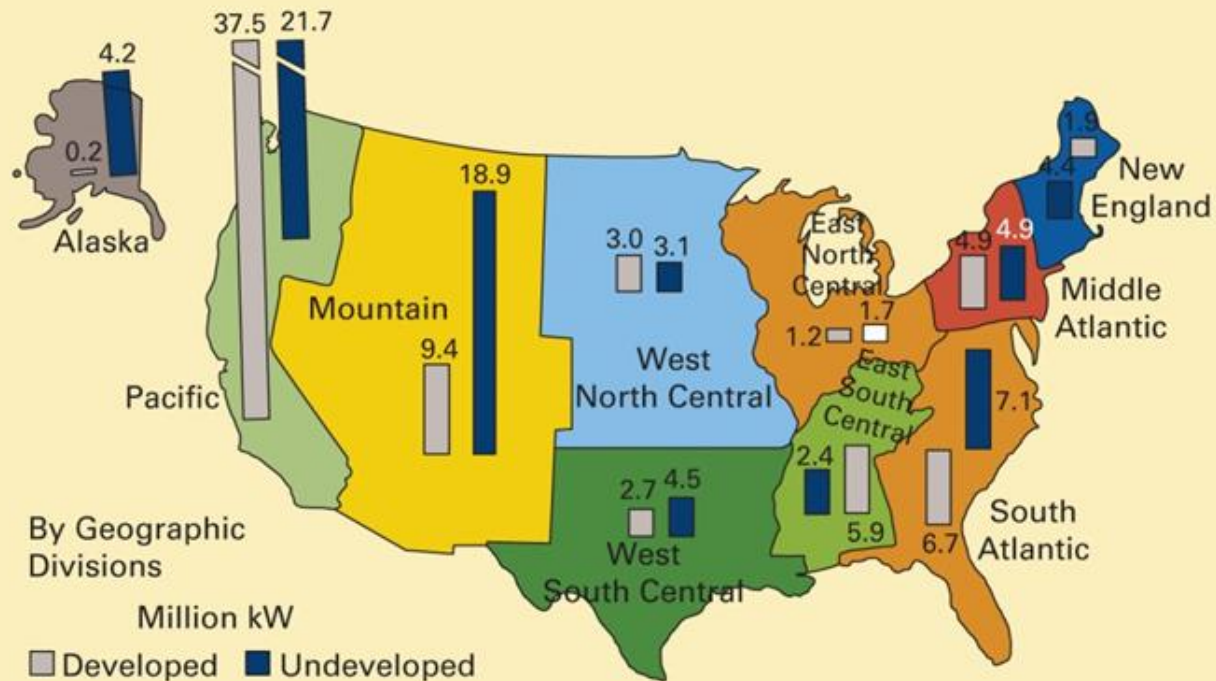 37.5
21.7
4.2
0.2
Alaska
1.9
4.4
New
England
18.9
Mountain
9.4
Pacific
3.0
3.1
West
North Central
East
North
Central
1.2
1.7
4.9
4.9
Middle
Atlantic
East
South
Central
2.4
5.9
7.1
6.7
South
Atlantic
2.7
4.5
West
South Central
By Geographic
Divisions
Million kW
Developed
Undeveloped